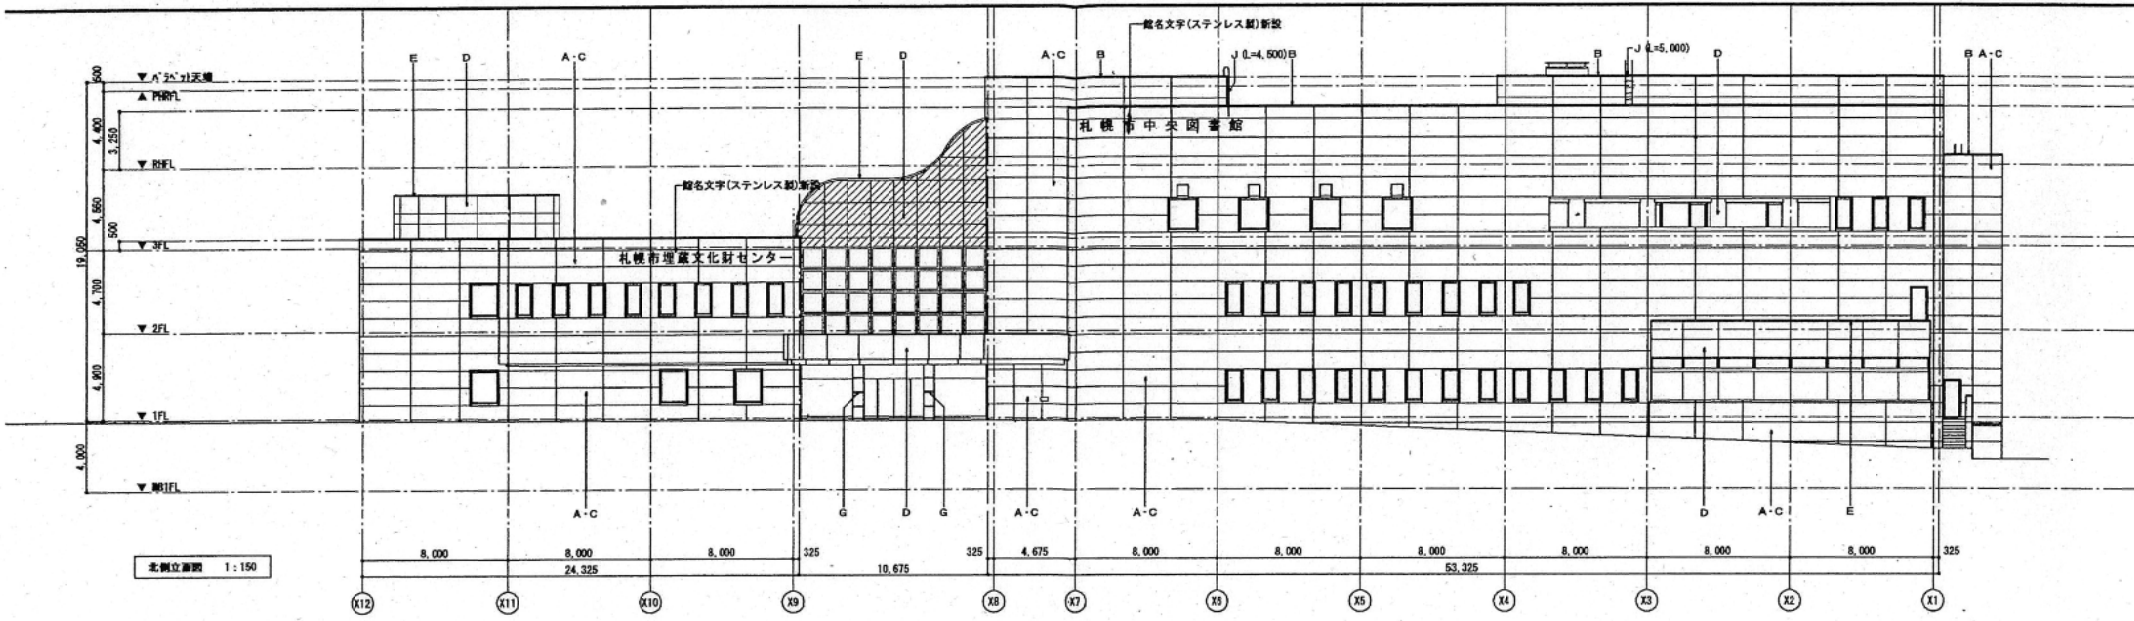 館名文字(ステンレス製)新設
E D A・C E D A・C B J (L=4,500) B B J (L=5,000) D B A・C
500
▼ パラペット天端
▲ PHRFL
4,400
3,250
札幌市中央図書館
▼ RHFL
館名文字(ステンレス製)新設
4,550
500
▼ 3FL
19,050
札幌市埋蔵文化財センター
4,700
▼ 2FL
4,900
▼ 1FL
4,000
▼ MB1FL
A・C G D G A・C A・C D A・C E
8,000 8,000 8,000 325 325 4,675 8,000 8,000 8,000 8,000 8,000 8,000 325
北側立面図 1:150
24,325 10,675 53,325
X12 X11 X10 X9 X8 X7 X5 X4 X3 X2 X1